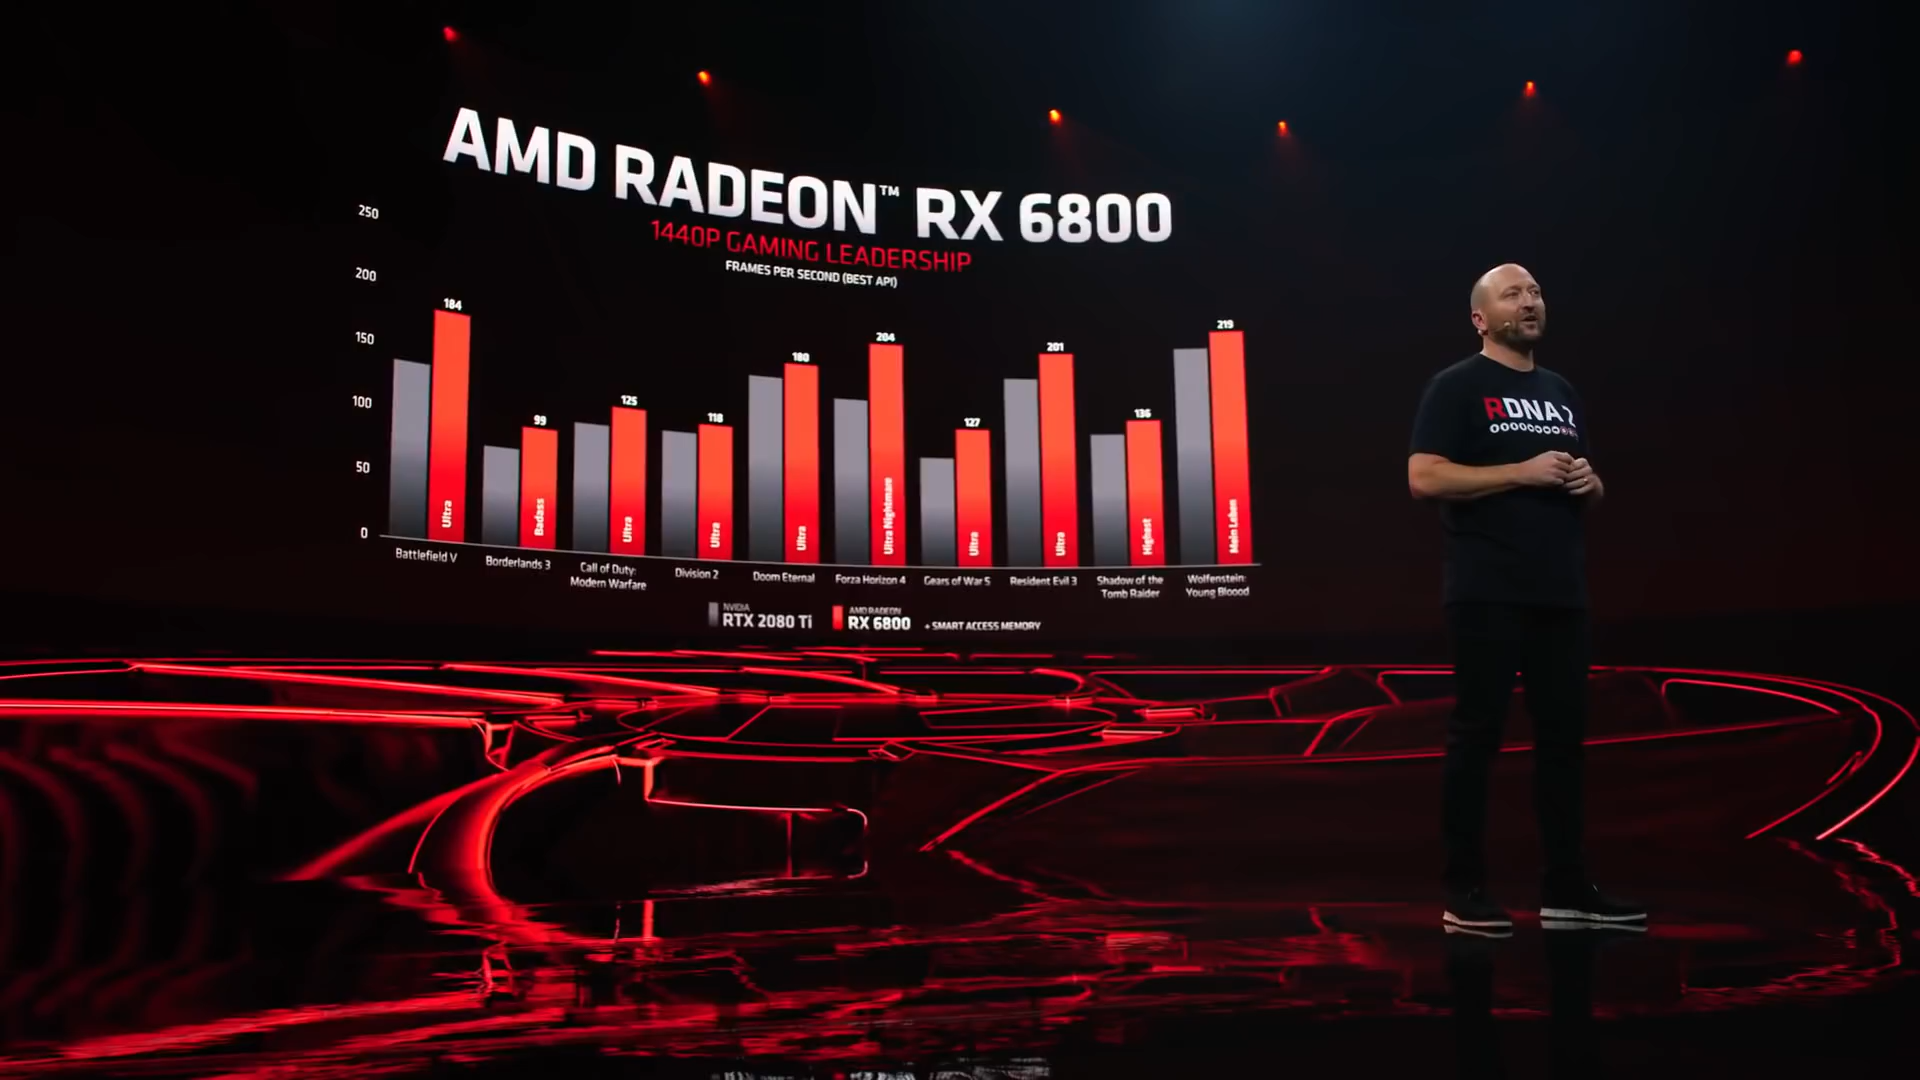 AMD RADEON™ RX 6800
1440P GAMING LEADERSHIP
FRAMES PER SECOND (BEST API)
250
200
150
100
50
0
184
99
125
118
180
204
127
201
136
219
Ultra
Badass
Ultra
Ultra
Ultra
Ultra Nightmare
Ultra
Ultra
Highest
Mein Leben
Battlefield V
Borderlands 3
Call of Duty:
Modern Warfare
Division 2
Doom Eternal
Forza Horizon 4
Gears of War 5
Resident Evil 3
Shadow of the
Tomb Raider
Wolfenstein:
Young Bloood
NVIDIA
RTX 2080 Ti
AMD RADEON
RX 6800
+ SMART ACCESS MEMORY
RDNA 2